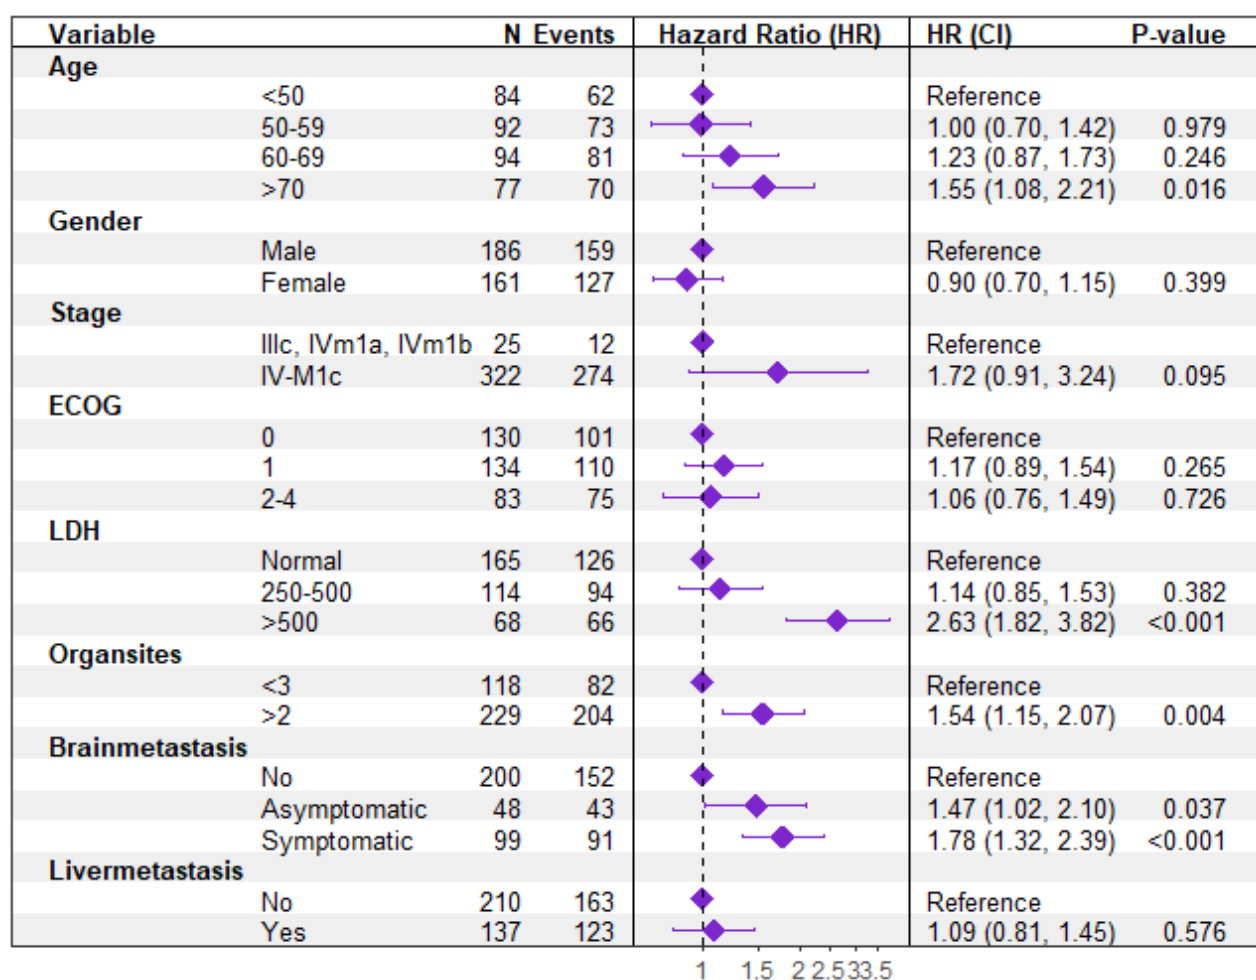 Variable N Events Hazard Ratio (HR) HR (CI) P-value
Age
<50 84 62 Reference
50-59 92 73 1.00 (0.70, 1.42) 0.979
60-69 94 81 1.23 (0.87, 1.73) 0.246
>70 77 70 1.55 (1.08, 2.21) 0.016
Gender
Male 186 159 Reference
Female 161 127 0.90 (0.70, 1.15) 0.399
Stage
IIIc, IVm1a, IVm1b 25 12 Reference
IV-M1c 322 274 1.72 (0.91, 3.24) 0.095
ECOG
0 130 101 Reference
1 134 110 1.17 (0.89, 1.54) 0.265
2-4 83 75 1.06 (0.76, 1.49) 0.726
LDH
Normal 165 126 Reference
250-500 114 94 1.14 (0.85, 1.53) 0.382
>500 68 66 2.63 (1.82, 3.82) <0.001
Organsites
<3 118 82 Reference
>2 229 204 1.54 (1.15, 2.07) 0.004
Brainmetastasis
No 200 152 Reference
Asymptomatic 48 43 1.47 (1.02, 2.10) 0.037
Symptomatic 99 91 1.78 (1.32, 2.39) <0.001
Livermetastasis
No 210 163 Reference
Yes 137 123 1.09 (0.81, 1.45) 0.576
1 1.5 2 2.5 3 3.5